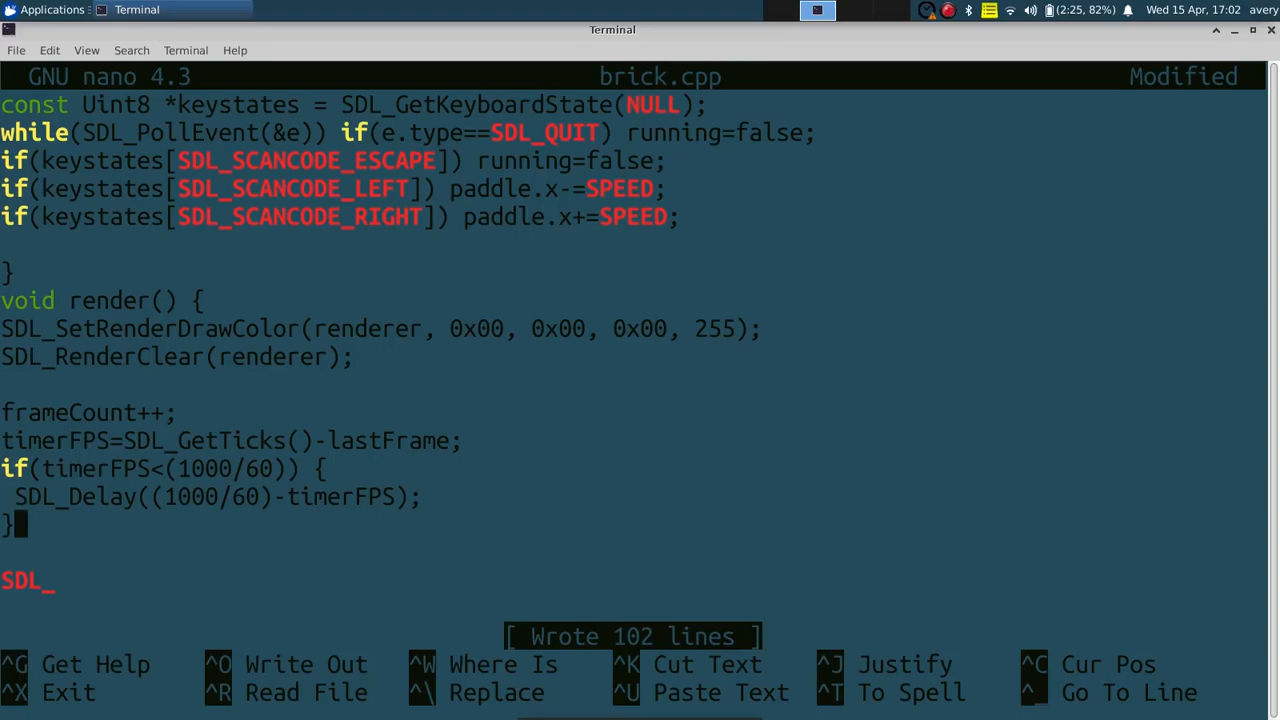 Applications Terminal (2:25, 82%) Wed 15 Apr, 17:02 avery
Terminal
File Edit View Search Terminal Help
GNU nano 4.3 brick.cpp Modified
const Uint8 *keystates = SDL_GetKeyboardState(NULL);
while(SDL_PollEvent(&e)) if(e.type==SDL_QUIT) running=false;
if(keystates[SDL_SCANCODE_ESCAPE]) running=false;
if(keystates[SDL_SCANCODE_LEFT]) paddle.x-=SPEED;
if(keystates[SDL_SCANCODE_RIGHT]) paddle.x+=SPEED;
}
void render() {
SDL_SetRenderDrawColor(renderer, 0x00, 0x00, 0x00, 255);
SDL_RenderClear(renderer);
frameCount++;
timerFPS=SDL_GetTicks()-lastFrame;
if(timerFPS<(1000/60)) {
SDL_Delay((1000/60)-timerFPS);
}
SDL_
[ Wrote 102 lines ]
^G Get Help ^O Write Out ^W Where Is ^K Cut Text ^J Justify ^C Cur Pos
^X Exit ^R Read File ^\ Replace ^U Paste Text ^T To Spell ^_ Go To Line